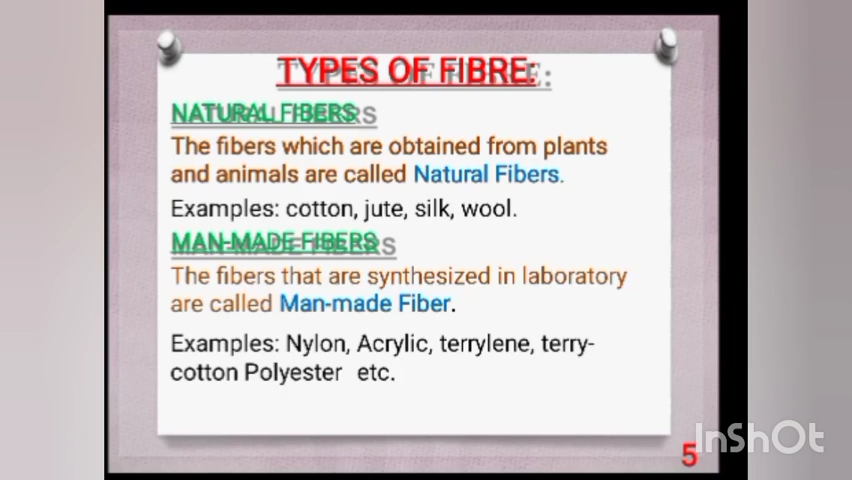 TYPES OF FIBRE:
NATURAL FIBERS
The fibers which are obtained from plants
and animals are called Natural Fibers.
Examples: cotton, jute, silk, wool.
MAN-MADE FIBERS
The fibers that are synthesized in laboratory
are called Man-made Fiber.
Examples: Nylon, Acrylic, terrylene, terry-
cotton Polyester etc.
5
InShOt